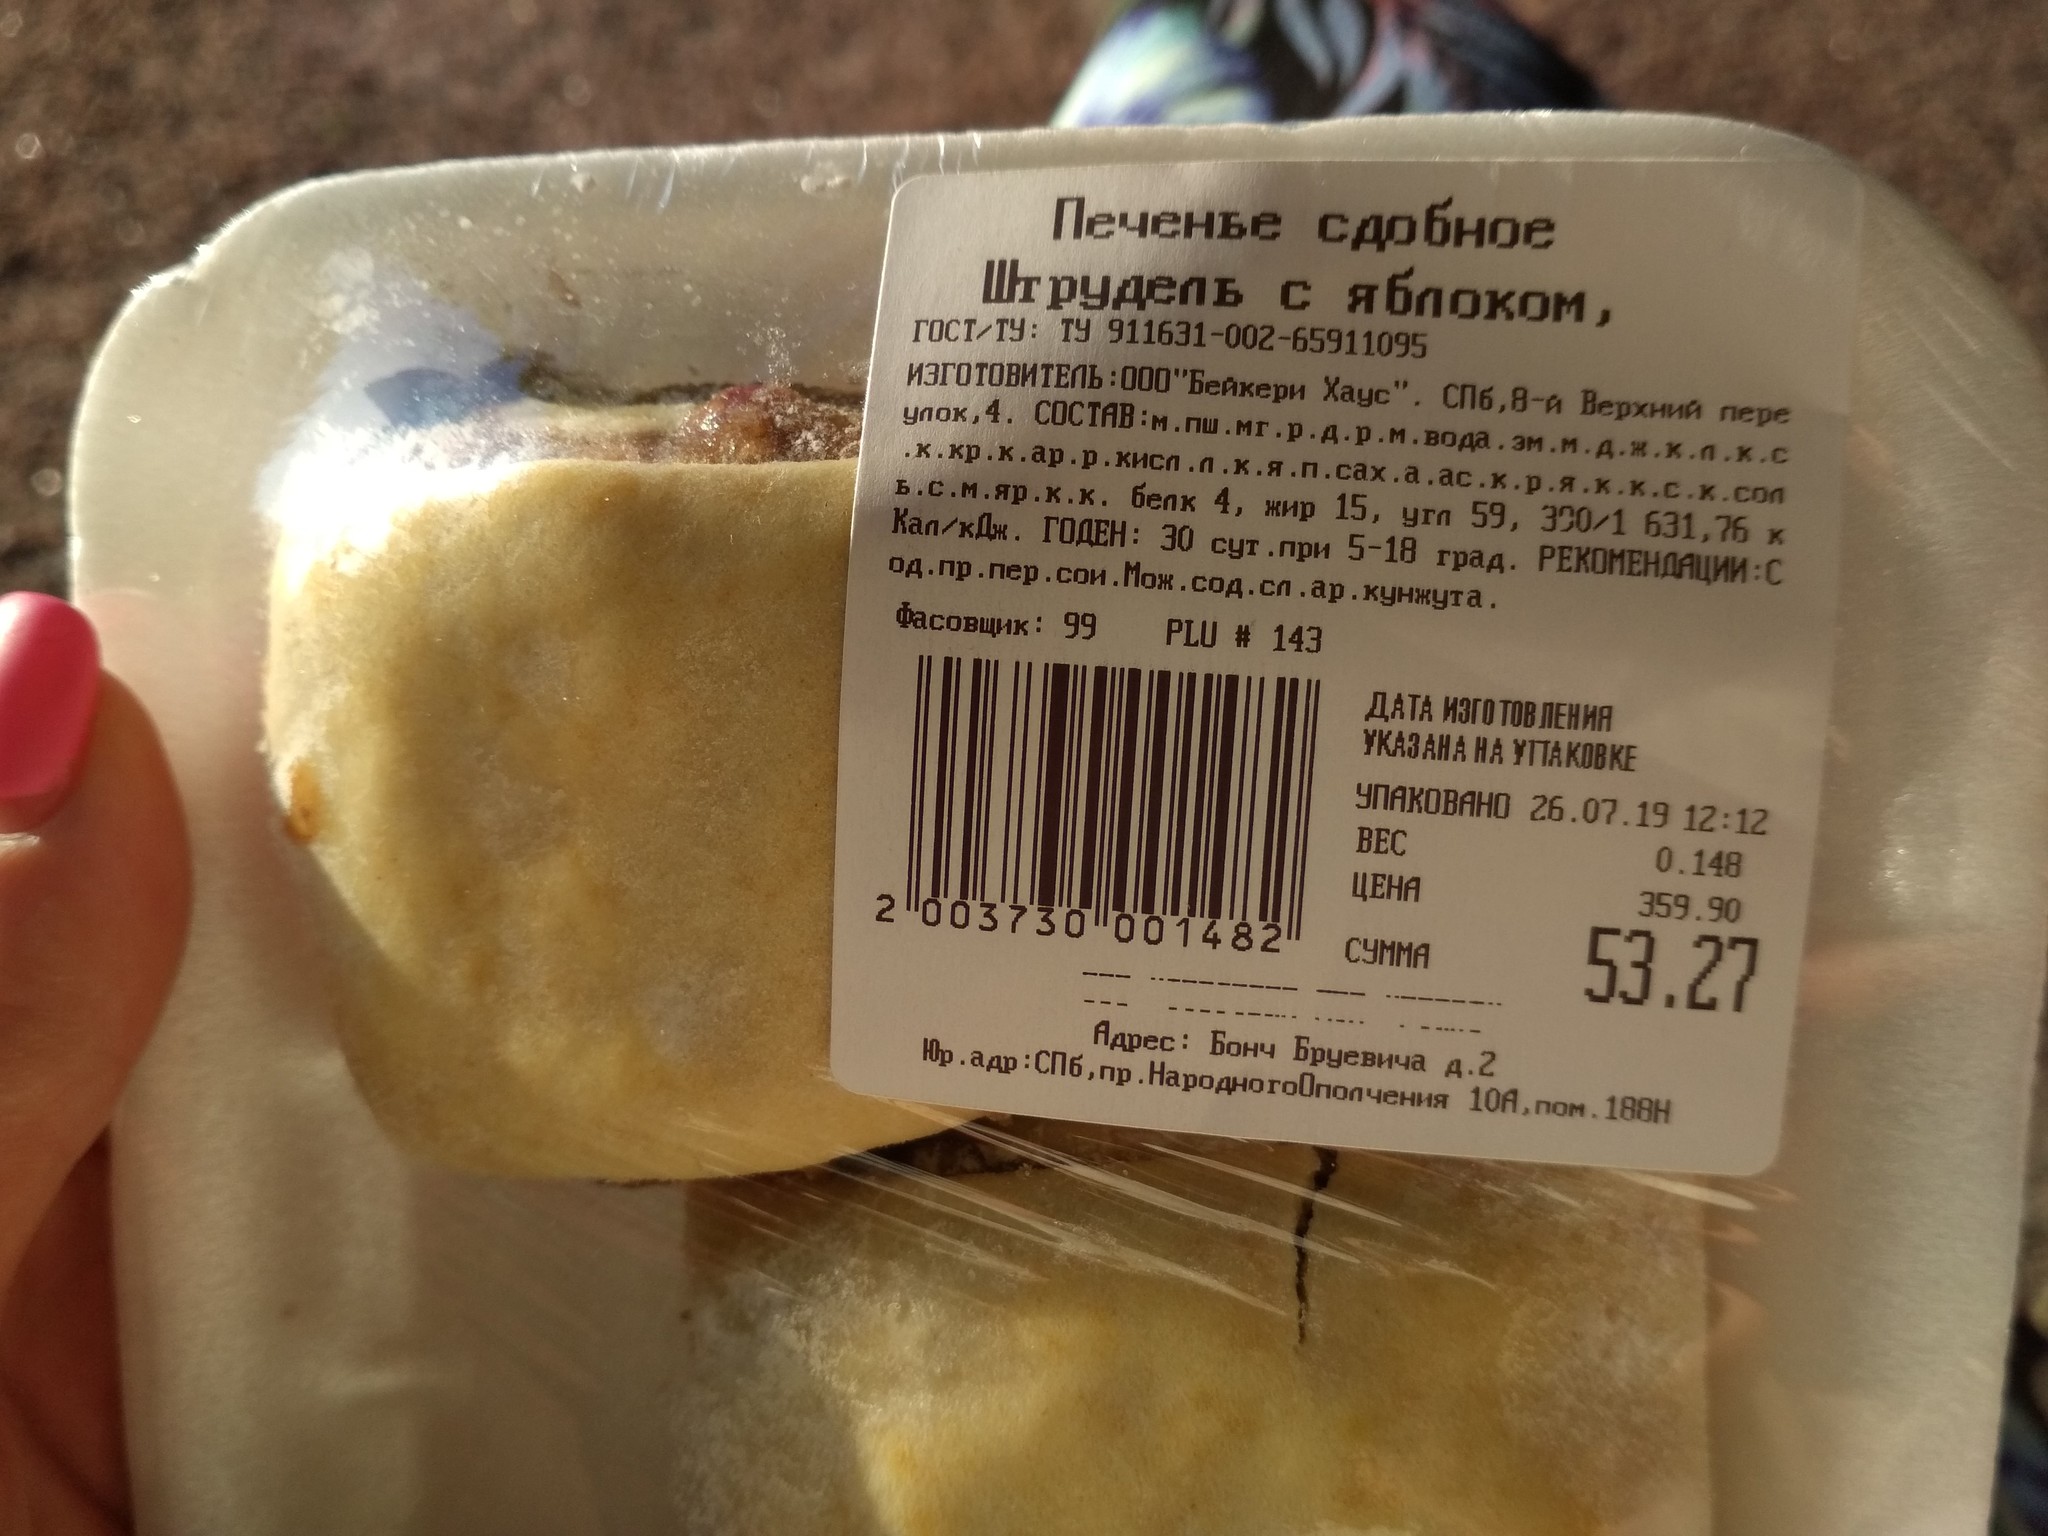 Печенье сдобное
Штрудель с яблоком,
ГОСТ/ТУ: ТУ 911631-002-65911095
ИЗГОТОВИТЕЛЬ:ООО"Бейкери Хаус". СПб,8-й Верхний пере
улок,4. СОСТАВ:м.пш.мг.р.д.р.м.вода.эм.м.д.ж.к.л.к.с
.к.кр.к.ар.р.кисл.л.к.я.п.сах.а.ас.к.р.я.к.к.с.к.сол
ь.с.м.яр.к.к. белк 4, жир 15, угл 59, 390/1 631,76 к
Кал/кДж. ГОДЕН: 30 сут.при 5-18 град. РЕКОМЕНДАЦИИ:С
од.пр.пер.сои.Мож.сод.сл.ар.кунжута.
Фасовщик: 99 PLU # 143
ДАТА ИЗГОТОВЛЕНИЯ
УКАЗАНА НА УПАКОВКЕ
УПАКОВАНО 26.07.19 12:12
ВЕС 0.148
ЦЕНА 359.90
2 003730 001482
СУММА 53.27
Адрес: Бонч Бруевича д.2
Юр.адр:СПб,пр.НародногоОполчения 10А,пом.188Н